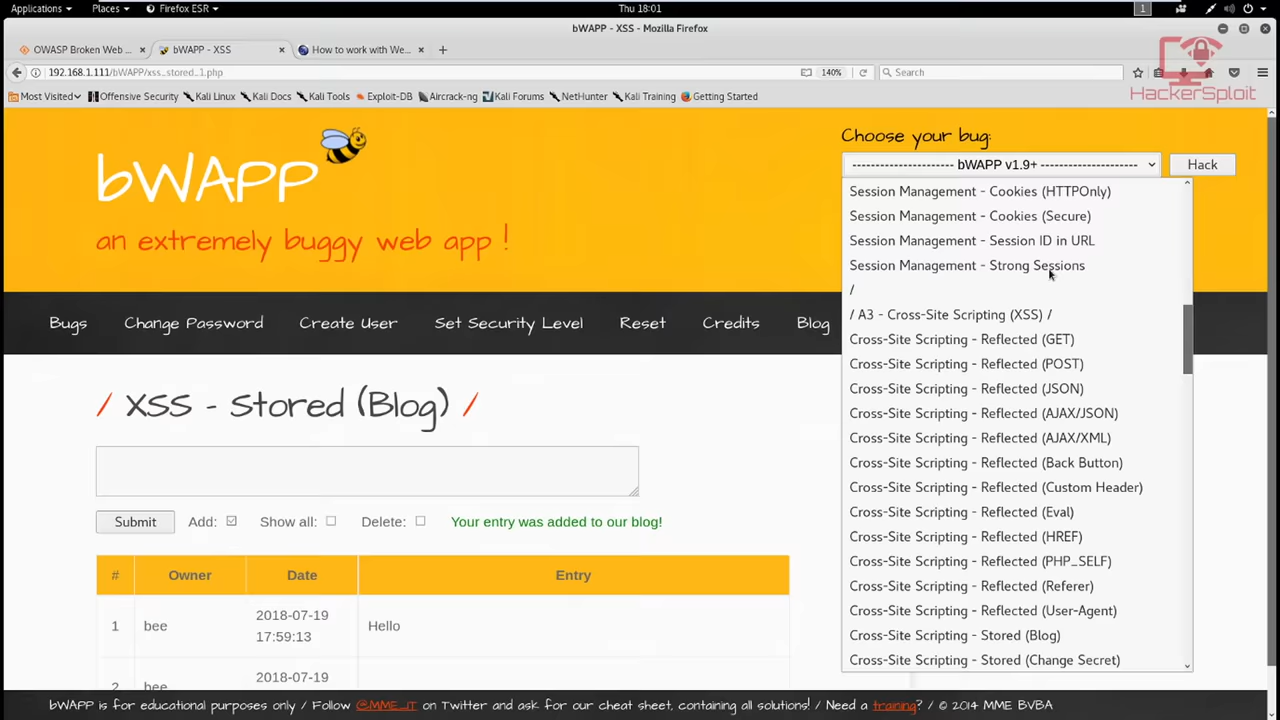 Applications Places Firefox ESR Thu 18:01 1
bWAPP - XSS - Mozilla Firefox
OWASP Broken Web ... bWAPP - XSS How to work with We...
192.168.1.111/bWAPP/xss_stored_1.php 140% Search
Most Visited Offensive Security Kali Linux Kali Docs Kali Tools Exploit-DB Aircrack-ng Kali Forums NetHunter Kali Training Getting Started
HackerSploit
Choose your bug:
-------------------- bWAPP v1.9+ -------------------- Hack
bWAPP
an extremely buggy web app !
Bugs Change Password Create User Set Security Level Reset Credits Blog
Session Management - Cookies (HTTPOnly)
Session Management - Cookies (Secure)
Session Management - Session ID in URL
Session Management - Strong Sessions
/
/ A3 - Cross-Site Scripting (XSS) /
Cross-Site Scripting - Reflected (GET)
Cross-Site Scripting - Reflected (POST)
Cross-Site Scripting - Reflected (JSON)
Cross-Site Scripting - Reflected (AJAX/JSON)
Cross-Site Scripting - Reflected (AJAX/XML)
Cross-Site Scripting - Reflected (Back Button)
Cross-Site Scripting - Reflected (Custom Header)
Cross-Site Scripting - Reflected (Eval)
Cross-Site Scripting - Reflected (HREF)
Cross-Site Scripting - Reflected (PHP_SELF)
Cross-Site Scripting - Reflected (Referer)
Cross-Site Scripting - Reflected (User-Agent)
Cross-Site Scripting - Stored (Blog)
Cross-Site Scripting - Stored (Change Secret)
/ XSS - Stored (Blog) /
Submit Add: Show all: Delete: Your entry was added to our blog!
# Owner Date Entry
1 bee 2018-07-19 17:59:13 Hello
2 bee 2018-07-19
bWAPP is for educational purposes only / Follow @MME_IT on Twitter and ask for our cheat sheet, containing all solutions! / Need a training? / © 2014 MME BVBA